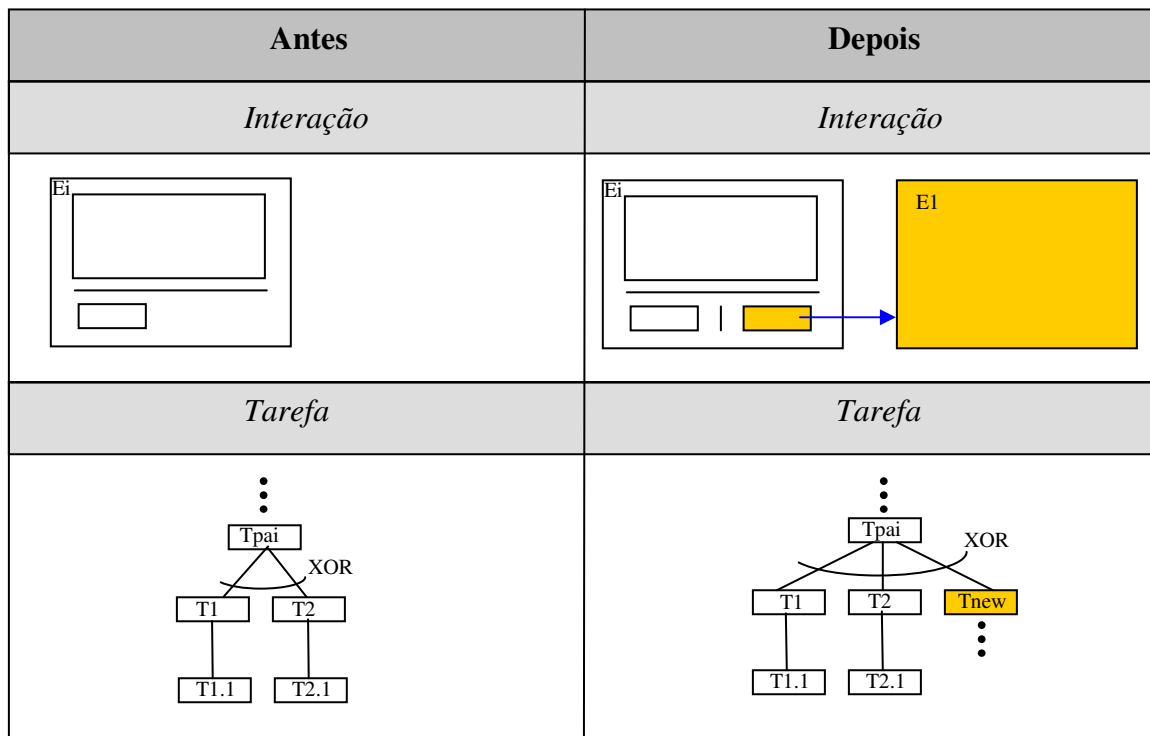 Antes
Depois
Interação
Interação
Ei
Ei
E1
Tarefa
Tarefa
Tpai
XOR
T1
T2
T1.1
T2.1
Tpai
XOR
T1
T2
Tnew
T1.1
T2.1